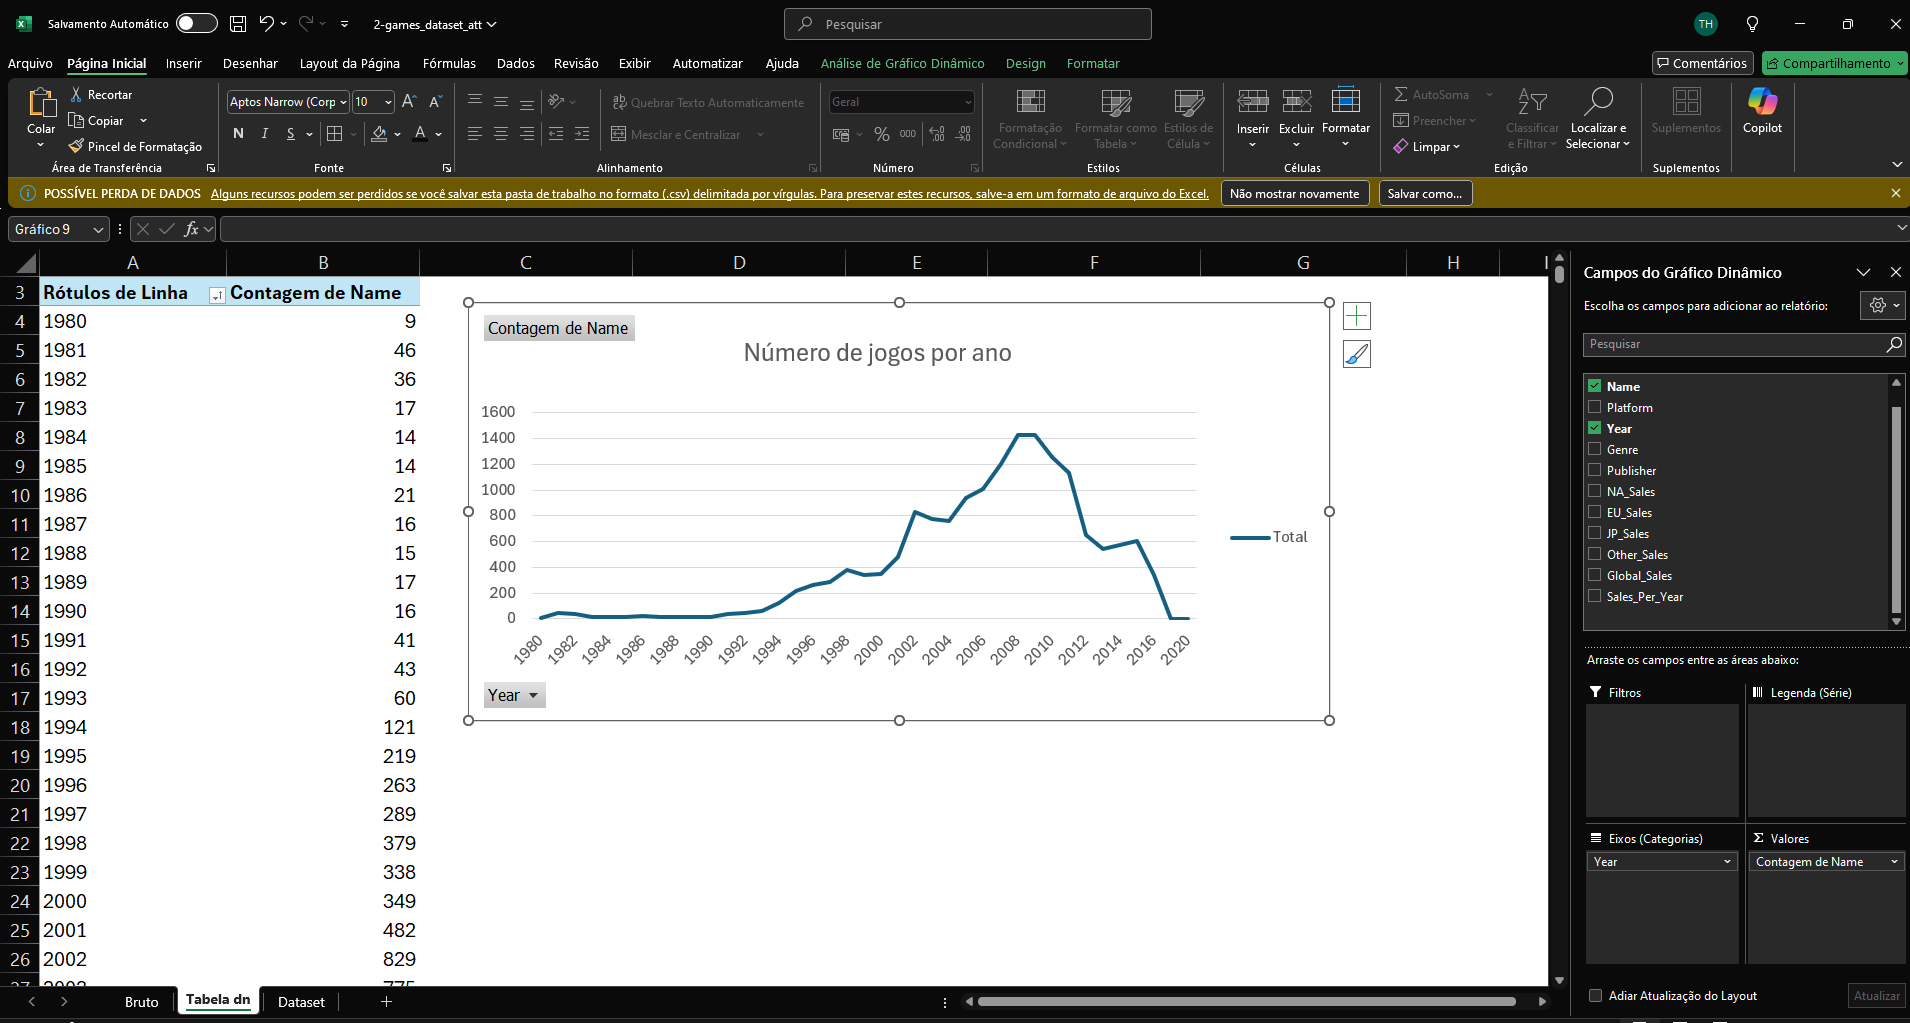 Salvamento Automático
2-games_dataset_att
Pesquisar
TH
Arquivo Página Inicial Inserir Desenhar Layout da Página Fórmulas Dados Revisão Exibir Automatizar Ajuda Análise de Gráfico Dinâmico Design Formatar
Comentários Compartilhamento
Colar
Recortar
Copiar
Pincel de Formatação
Área de Transferência
Aptos Narrow (Corp 10
N I S
Fonte
Quebrar Texto Automaticamente
Mesclar e Centralizar
Alinhamento
Geral
% 000
Número
Formatação Condicional
Formatar como Tabela
Estilos de Célula
Estilos
Inserir Excluir Formatar
Células
AutoSoma
Preencher
Limpar
Classificar e Filtrar
Localizar e Selecionar
Edição
Suplementos
Suplementos
Copilot
POSSÍVEL PERDA DE DADOS Alguns recursos podem ser perdidos se você salvar esta pasta de trabalho no formato (.csv) delimitada por vírgulas. Para preservar estes recursos, salve-a em um formato de arquivo do Excel. Não mostrar novamente Salvar como...
Gráfico 9
fx
A B C D E F G H I
3 Rótulos de Linha Contagem de Name
4 1980 9
5 1981 46
6 1982 36
7 1983 17
8 1984 14
9 1985 14
10 1986 21
11 1987 16
12 1988 15
13 1989 17
14 1990 16
15 1991 41
16 1992 43
17 1993 60
18 1994 121
19 1995 219
20 1996 263
21 1997 289
22 1998 379
23 1999 338
24 2000 349
25 2001 482
26 2002 829
27 2003 775
Contagem de Name
Número de jogos por ano
1600
1400
1200
1000
800
600
400
200
0
1980 1982 1984 1986 1988 1990 1992 1994 1996 1998 2000 2002 2004 2006 2008 2010 2012 2014 2016 2020
Total
Year
Campos do Gráfico Dinâmico
Escolha os campos para adicionar ao relatório:
Pesquisar
Name
Platform
Year
Genre
Publisher
NA_Sales
EU_Sales
JP_Sales
Other_Sales
Global_Sales
Sales_Per_Year
Arraste os campos entre as áreas abaixo:
Filtros
Legenda (Série)
Eixos (Categorias)
Year
Valores
Contagem de Name
Adiar Atualização do Layout
Atualizar
Bruto Tabela dn Dataset